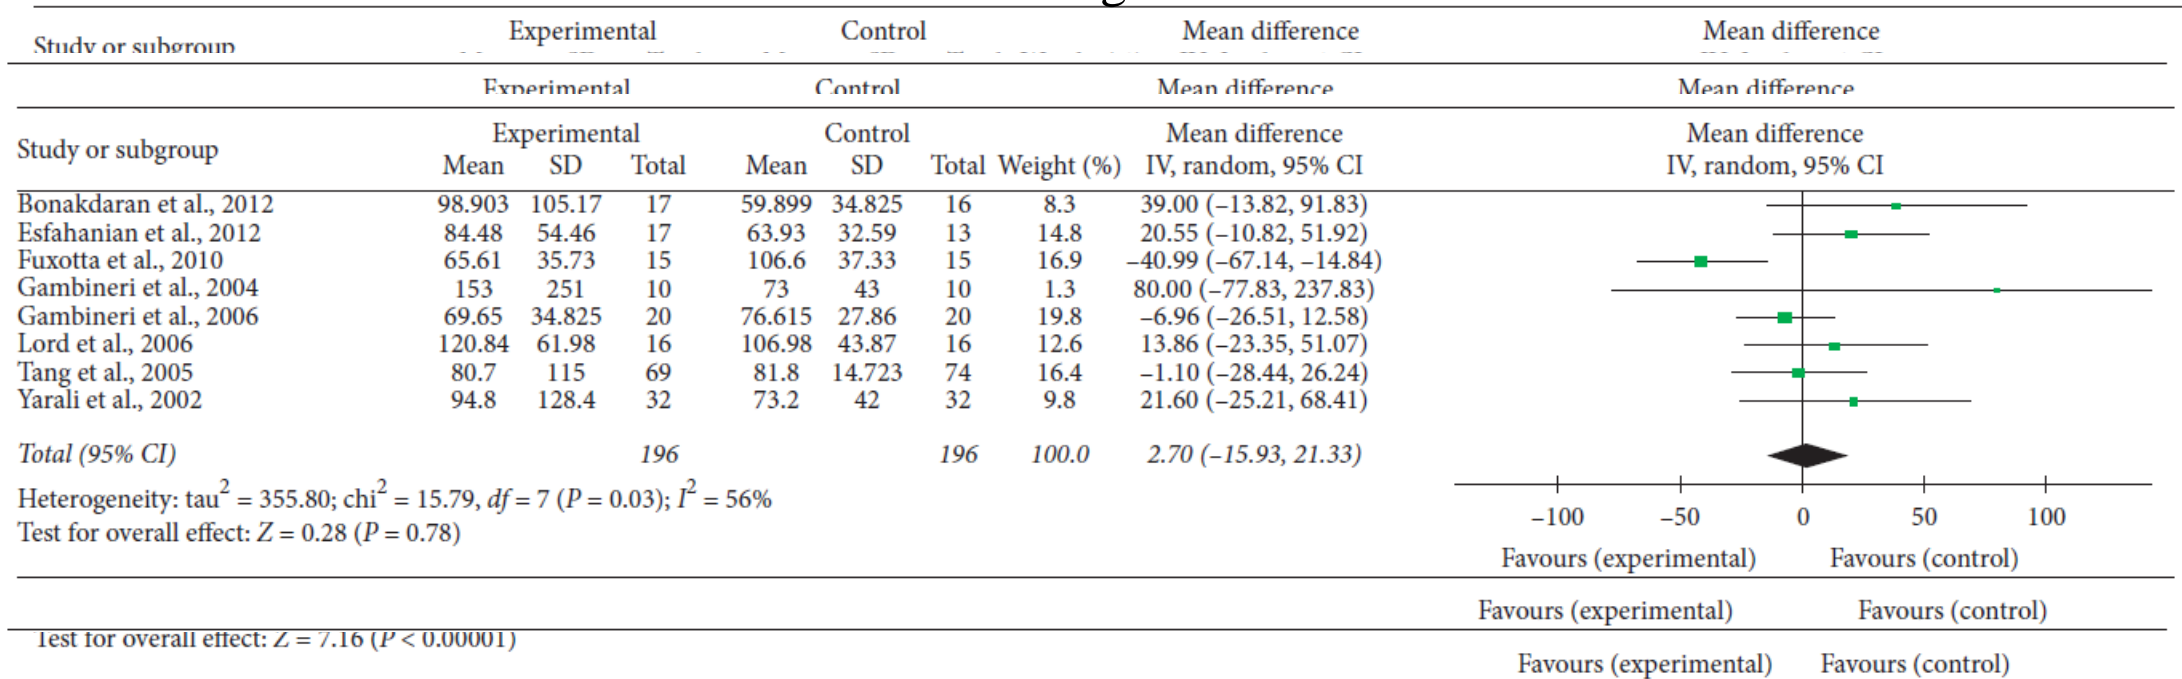 Experimental Control Mean difference Mean difference
Study or subgroup
Experimental Control Mean difference Mean difference
Experimental Control Mean difference Mean difference
Study or subgroup
Mean SD Total Mean SD Total Weight (%) IV, random, 95% CI IV, random, 95% CI
Bonakdaran et al., 2012 98.903 105.17 17 59.899 34.825 16 8.3 39.00 (−13.82, 91.83)
Esfahanian et al., 2012 84.48 54.46 17 63.93 32.59 13 14.8 20.55 (−10.82, 51.92)
Fuxotta et al., 2010 65.61 35.73 15 106.6 37.33 15 16.9 −40.99 (−67.14, −14.84)
Gambineri et al., 2004 153 251 10 73 43 10 1.3 80.00 (−77.83, 237.83)
Gambineri et al., 2006 69.65 34.825 20 76.615 27.86 20 19.8 −6.96 (−26.51, 12.58)
Lord et al., 2006 120.84 61.98 16 106.98 43.87 16 12.6 13.86 (−23.35, 51.07)
Tang et al., 2005 80.7 115 69 81.8 14.723 74 16.4 −1.10 (−28.44, 26.24)
Yarali et al., 2002 94.8 128.4 32 73.2 42 32 9.8 21.60 (−25.21, 68.41)
Total (95% CI) 196 196 100.0 2.70 (−15.93, 21.33)
Heterogeneity: tau² = 355.80; chi² = 15.79, df = 7 (P = 0.03); I² = 56%
Test for overall effect: Z = 0.28 (P = 0.78)
−100 −50 0 50 100
Favours (experimental) Favours (control)
Favours (experimental) Favours (control)
Test for overall effect: Z = 7.16 (P < 0.00001)
Favours (experimental) Favours (control)